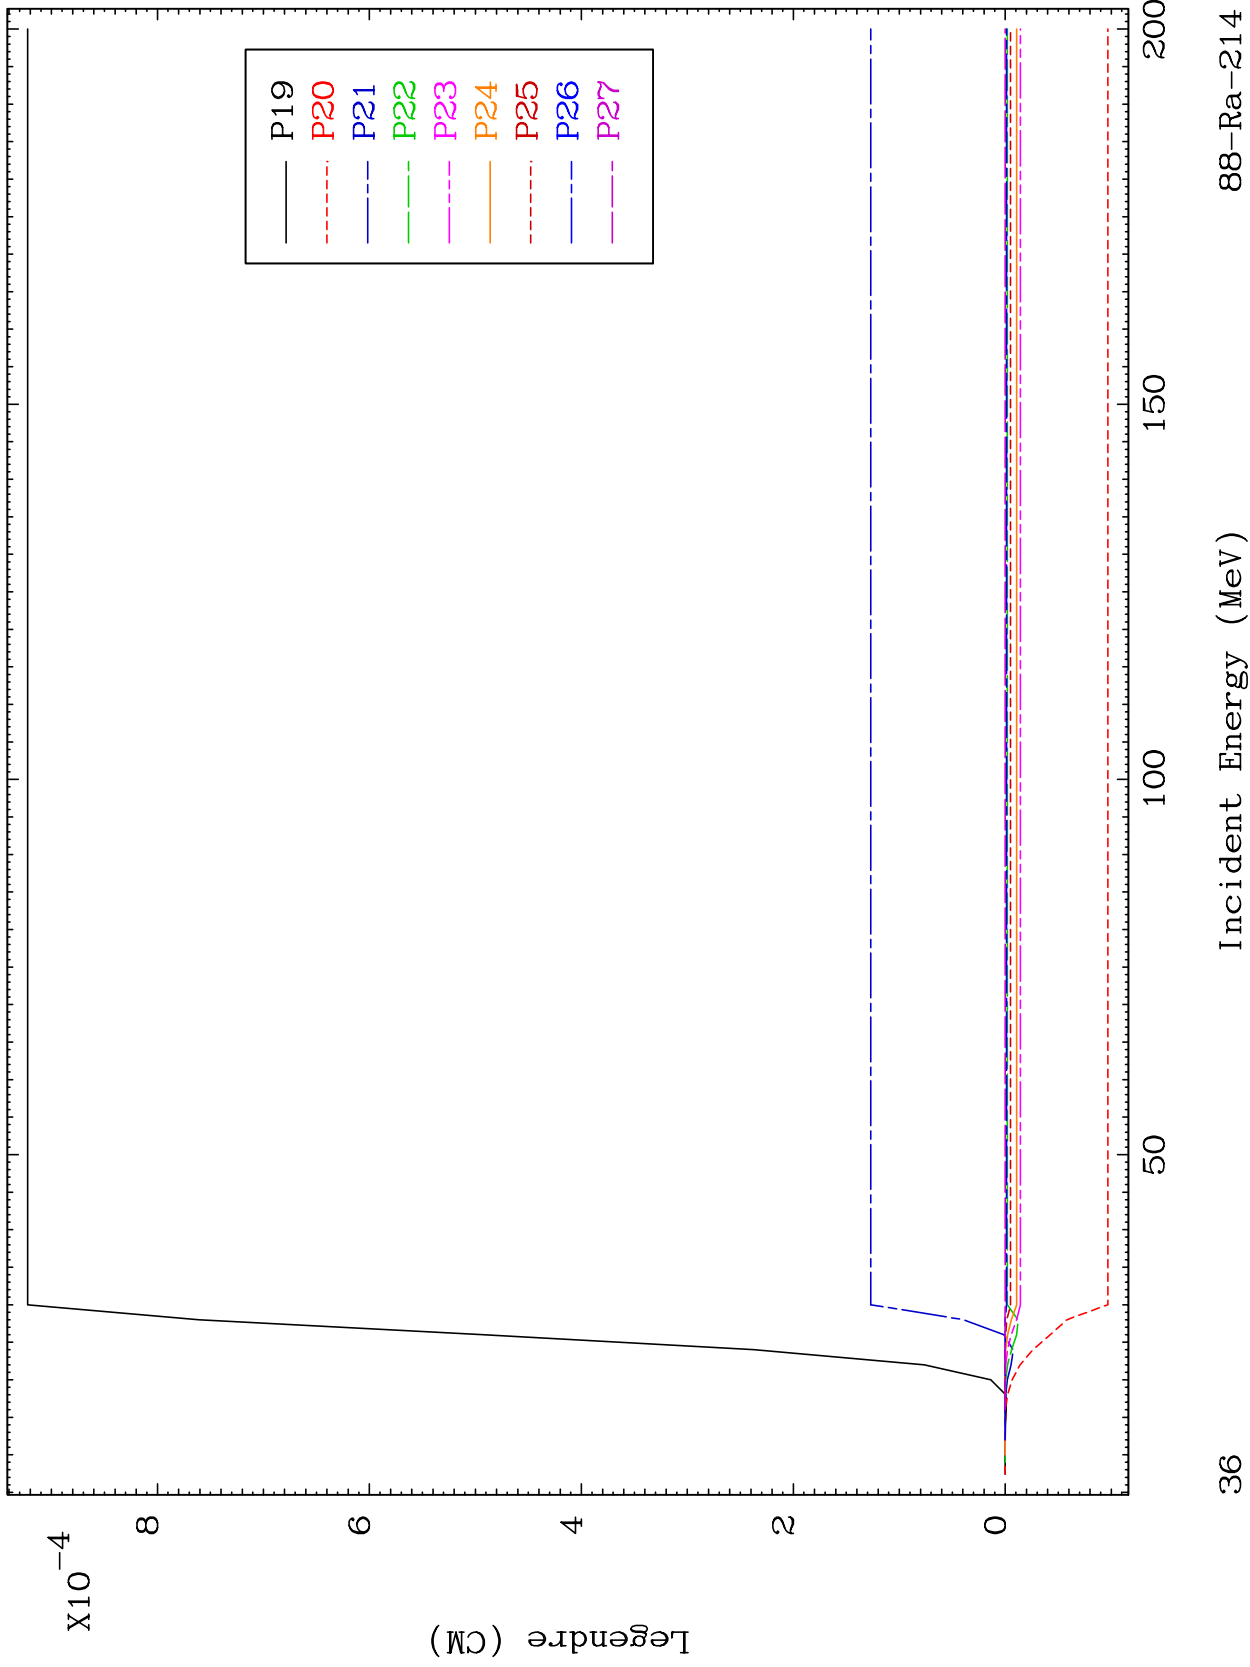 X10-4
Legendre (CM)
8
6
4
2
0
P19
P20
P21
P22
P23
P24
P25
P26
P27
50
100
150
200
Incident Energy (MeV)
36
88-Ra-214